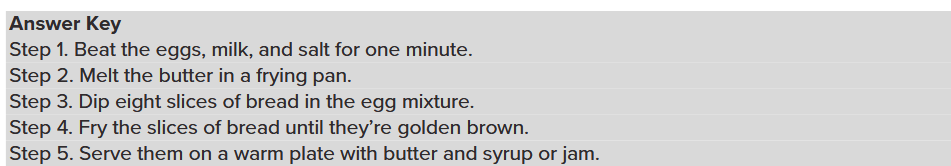 Answer Key
Step 1. Beat the eggs, milk, and salt for one minute.
Step 2. Melt the butter in a frying pan.
Step 3. Dip eight slices of bread in the egg mixture.
Step 4. Fry the slices of bread until they’re golden brown.
Step 5. Serve them on a warm plate with butter and syrup or jam.